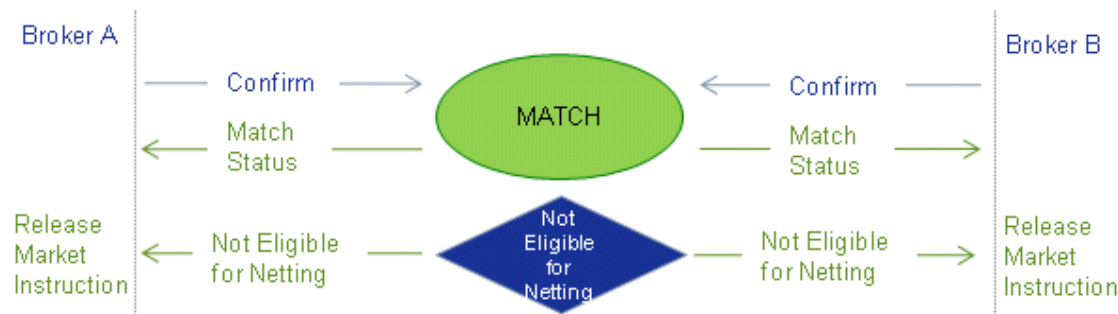 Broker A
Broker B
Confirm
MATCH
Confirm
Match
Status
Match
Status
Release
Market
Instruction
Not Eligible
for Netting
Not
Eligible
for
Netting
Not Eligible
for Netting
Release
Market
Instruction